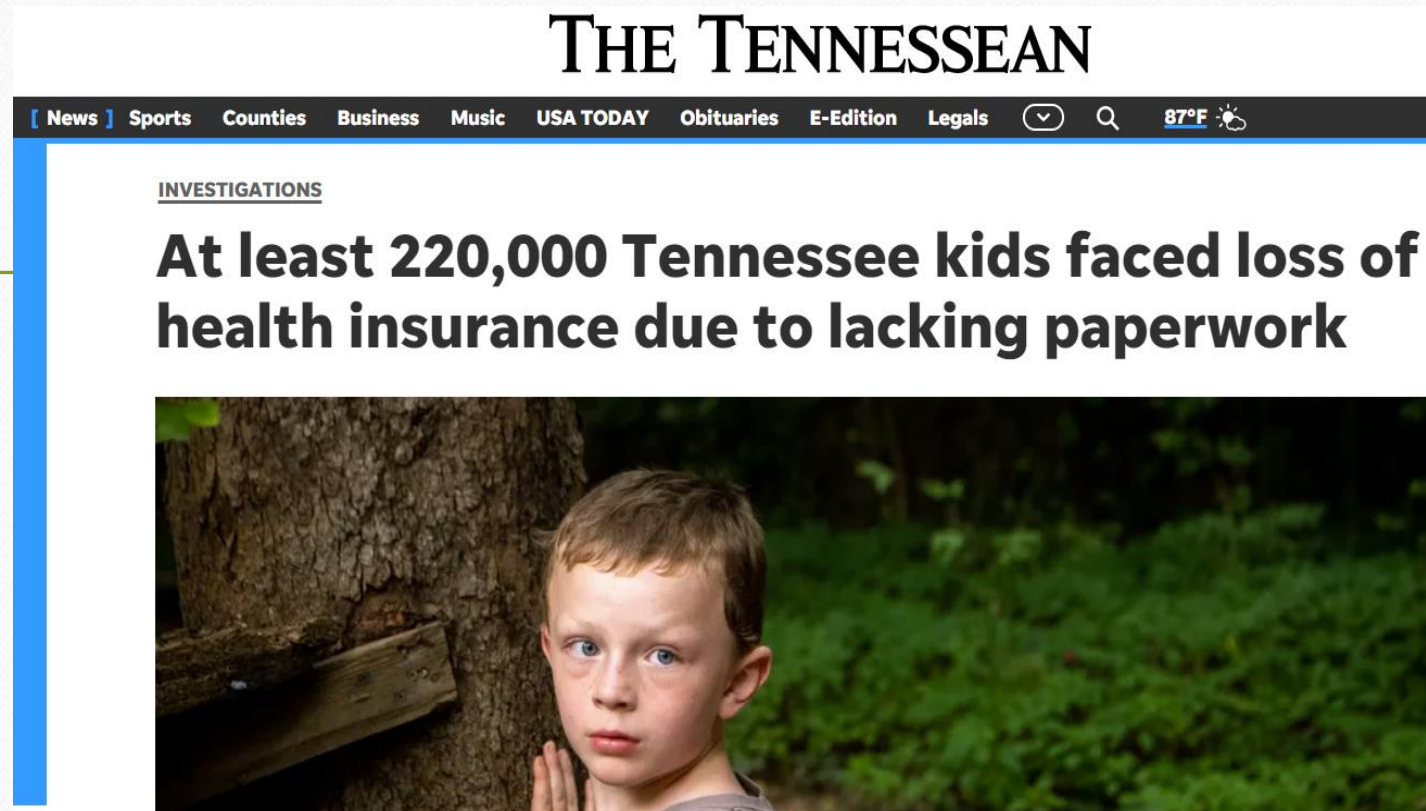 THE TENNESSEAN
[ News ] Sports Counties Business Music USA TODAY Obituaries E-Edition Legals 87°F
INVESTIGATIONS
At least 220,000 Tennessee kids faced loss of
health insurance due to lacking paperwork